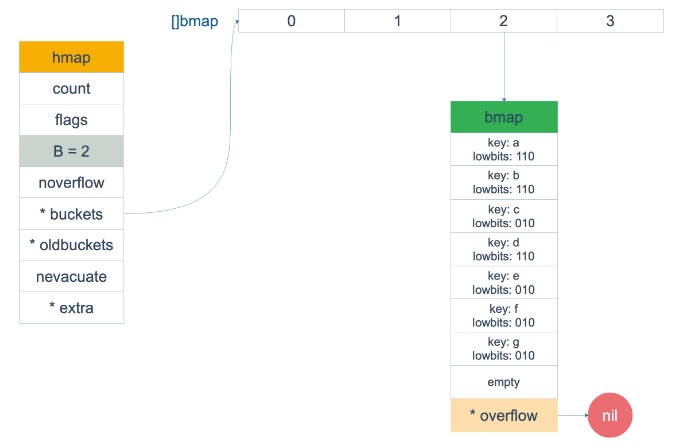 []bmap
0 1 2 3
hmap
count
flags
B = 2
noverflow
* buckets
* oldbuckets
nevacuate
* extra
bmap
key: a
lowbits: 110
key: b
lowbits: 110
key: c
lowbits: 010
key: d
lowbits: 110
key: e
lowbits: 010
key: f
lowbits: 010
key: g
lowbits: 010
empty
* overflow
nil